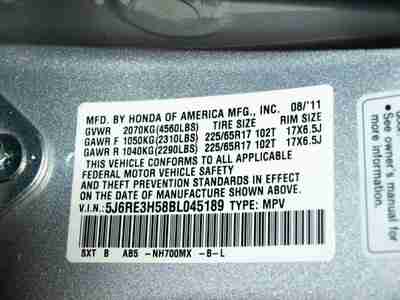 MFD. BY HONDA OF AMERICA MFG., INC. 08/'11
GVWR 2070KG(4560LBS) TIRE SIZE RIM SIZE
GAWR F 1050KG(2310LBS) 225/65R17 102T 17X6.5J
GAWR R 1040KG(2290LBS) 225/65R17 102T 17X6.5J
THIS VEHICLE CONFORMS TO ALL APPLICABLE
FEDERAL MOTOR VEHICLE SAFETY AND
THEFT PREVENTION STANDARDS IN EFFECT
ON THE DATE OF MANUFACTURE SHOWN ABOVE.
V.I.N.: 5J6RE3H58BL045189 TYPE: MPV
SXT B AB5 -NH700MX -B-L
See owner's
manual for
more information